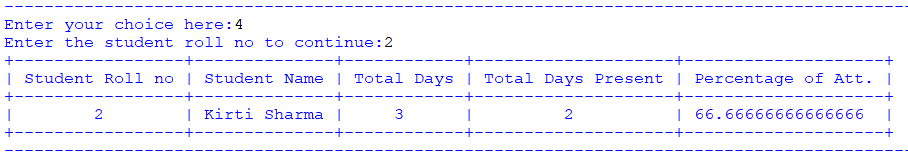 Enter your choice here:4
Enter the student roll no to continue:2
| Student Roll no | Student Name | Total Days | Total Days Present | Percentage of Att. |
| 2 | Kirti Sharma | 3 | 2 | 66.66666666666666 |